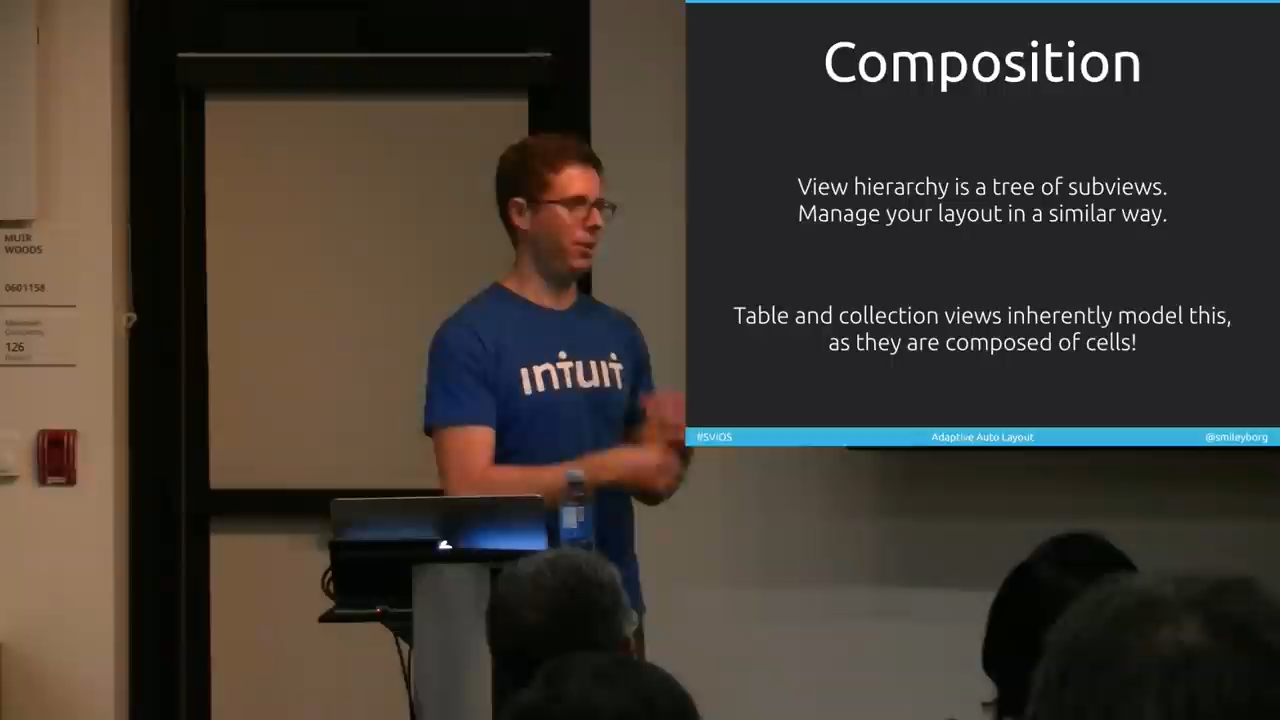 Composition
View hierarchy is a tree of subviews.
Manage your layout in a similar way.
Table and collection views inherently model this,
as they are composed of cells!
#SViOS
Adaptive Auto Layout
@smileyborg
MUIR
WOODS
0601158
126
intuit